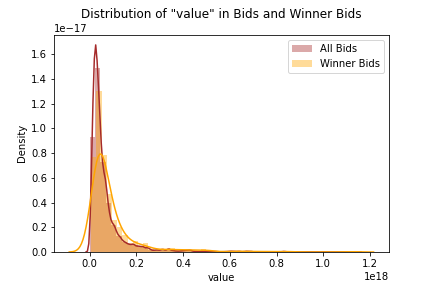 Distribution of "value" in Bids and Winner Bids
1e−17
All Bids
Winner Bids
1.6
1.4
1.2
1.0
0.8
0.6
0.4
0.2
0.0
Density
0.0 0.2 0.4 0.6 0.8 1.0 1.2
value
1e18